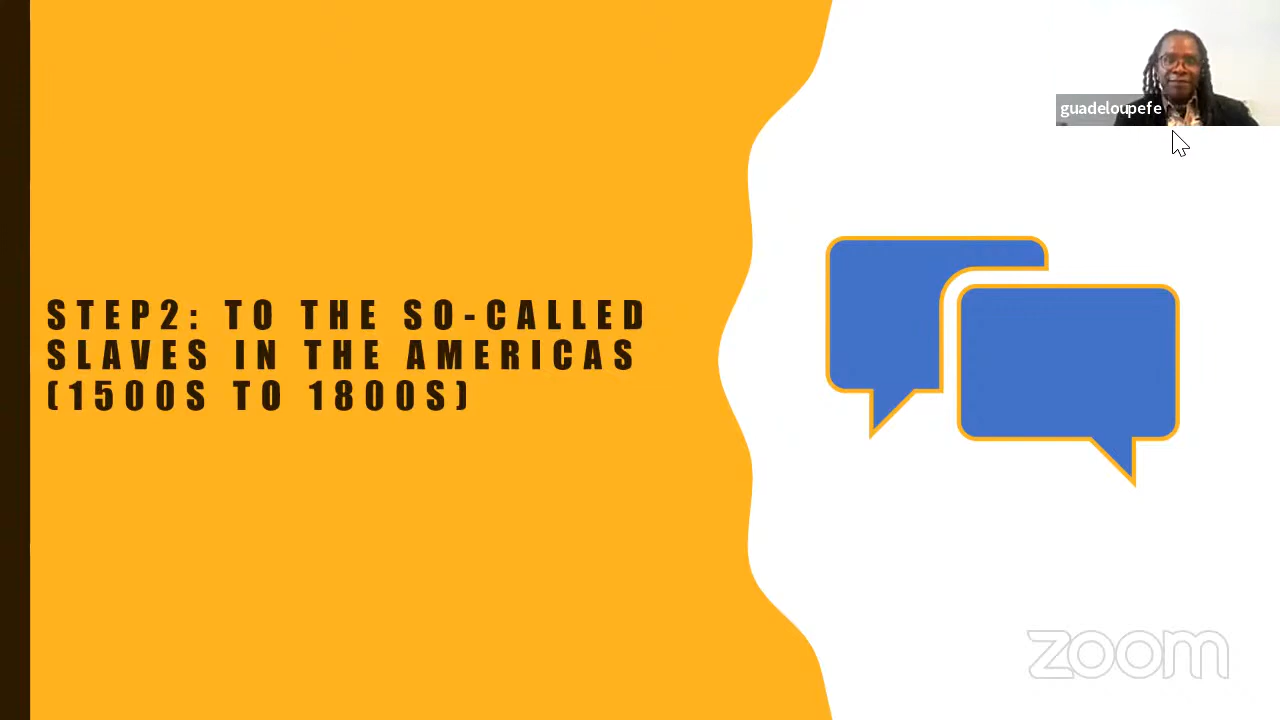 STEP2: TO THE SO-CALLED
SLAVES IN THE AMERICAS
(1500S TO 1800S)
guadeloupefe
zoom